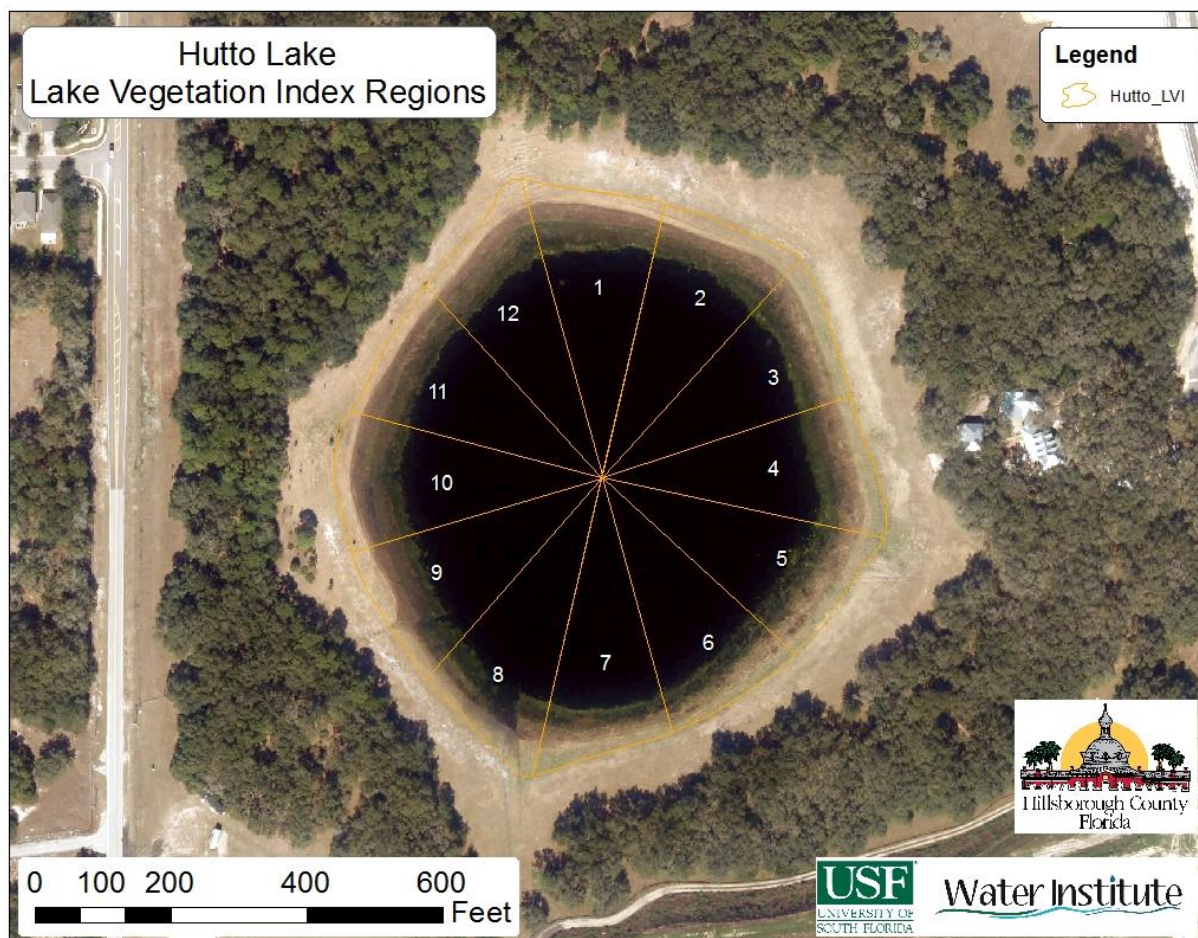 Hutto Lake
Lake Vegetation Index Regions
Legend
Hutto_LVI
1
2
3
4
5
6
7
8
9
10
11
12
0 100 200 400 600
Feet
Hillsborough County
Florida
USF
UNIVERSITY OF
SOUTH FLORIDA
Water Institute